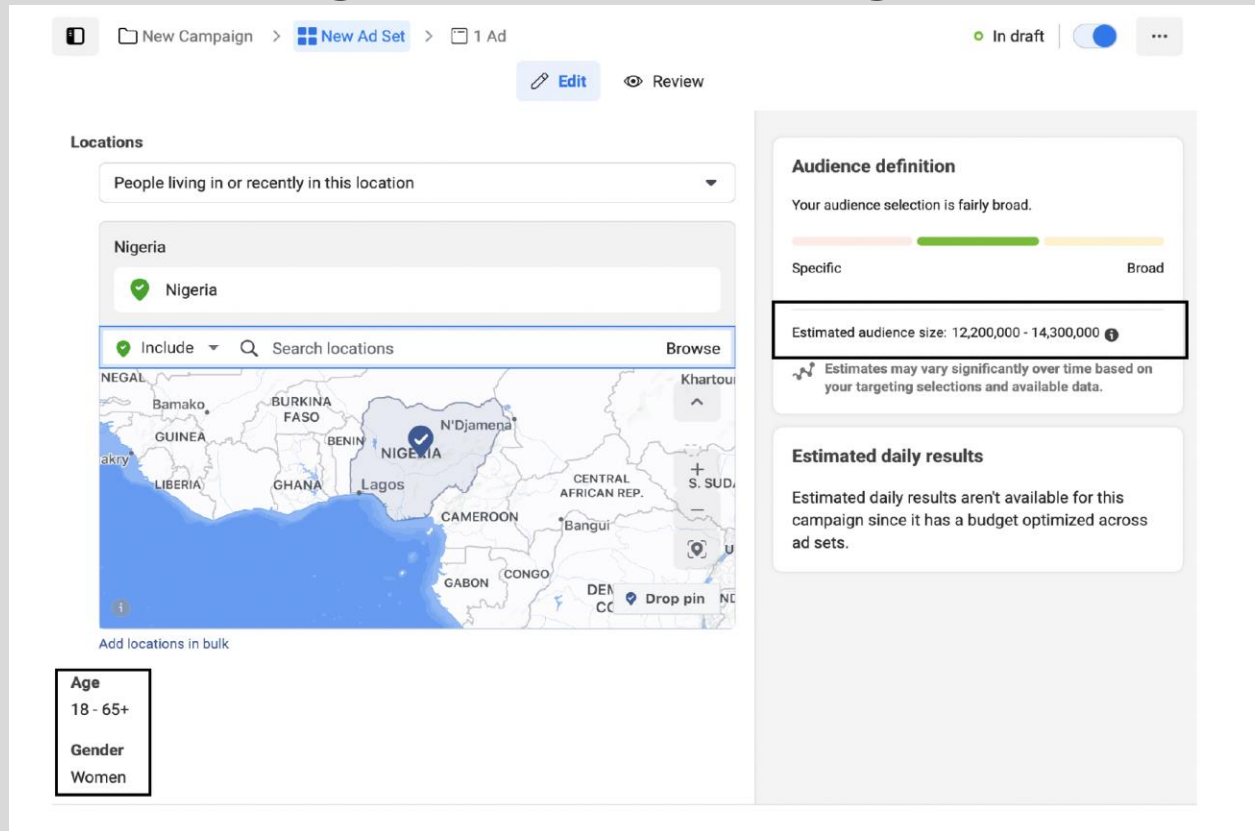 New Campaign > New Ad Set > 1 Ad
In draft
Edit
Review
Locations
People living in or recently in this location
Nigeria
Nigeria
Include
Search locations
Browse
NEGAL
Bamako
BURKINA
FASO
N'Djamena
Khartou
GUINEA
BENIN
NIGERIA
akry
LIBERIA
GHANA
Lagos
CENTRAL
AFRICAN REP.
S. SUD
CAMEROON
Bangui
GABON
CONGO
DEM
Drop pin
Add locations in bulk
Age
18 - 65+
Gender
Women
Audience definition
Your audience selection is fairly broad.
Specific
Broad
Estimated audience size: 12,200,000 - 14,300,000
Estimates may vary significantly over time based on
your targeting selections and available data.
Estimated daily results
Estimated daily results aren't available for this
campaign since it has a budget optimized across
ad sets.